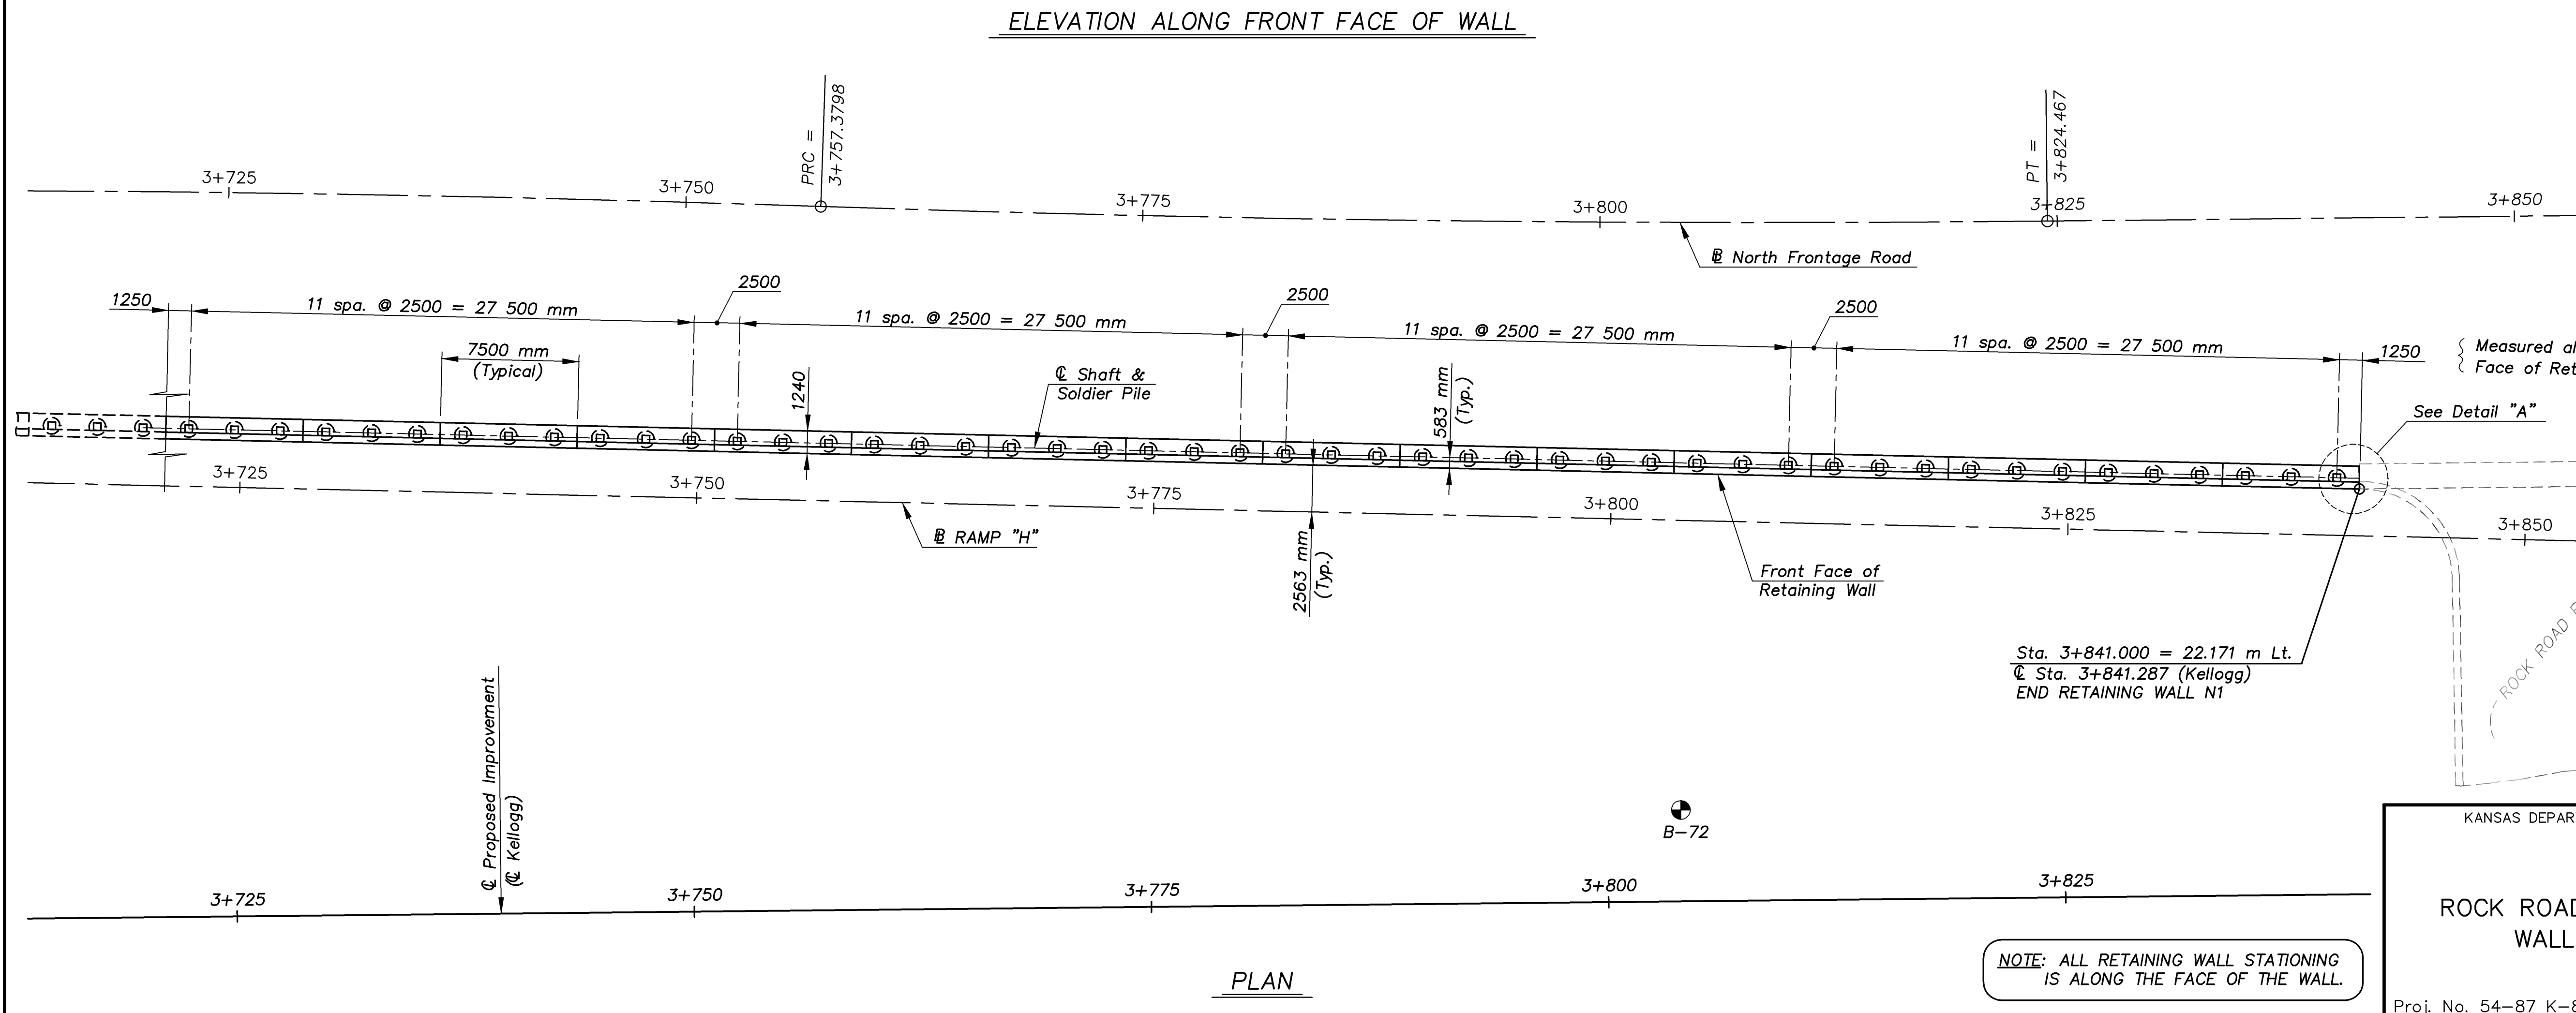 ELEVATION ALONG FRONT FACE OF WALL
PRC =
3+757.3798
PT =
3+824.467
3+725
3+750
3+775
3+800
3+825
3+850
℄ North Frontage Road
1250
11 spa. @ 2500 = 27 500 mm
2500
11 spa. @ 2500 = 27 500 mm
2500
11 spa. @ 2500 = 27 500 mm
2500
11 spa. @ 2500 = 27 500 mm
1250
Measured al
Face of Ret
7500 mm
(Typical)
1240
℄ Shaft &
Soldier Pile
583 mm
(Typ.)
See Detail "A"
3+725
3+750
3+775
3+800
3+825
3+850
℄ RAMP "H"
2563 mm
(Typ.)
Front Face of
Retaining Wall
Sta. 3+841.000 = 22.171 m Lt.
℄ Sta. 3+841.287 (Kellogg)
END RETAINING WALL N1
ROCK ROAD
℄ Proposed Improvement
(℄ Kellogg)
B-72
3+725
3+750
3+775
3+800
3+825
PLAN
NOTE: ALL RETAINING WALL STATIONING
IS ALONG THE FACE OF THE WALL.
KANSAS DEPAR
ROCK ROAD
WALL
Proj. No. 54-87 K-8